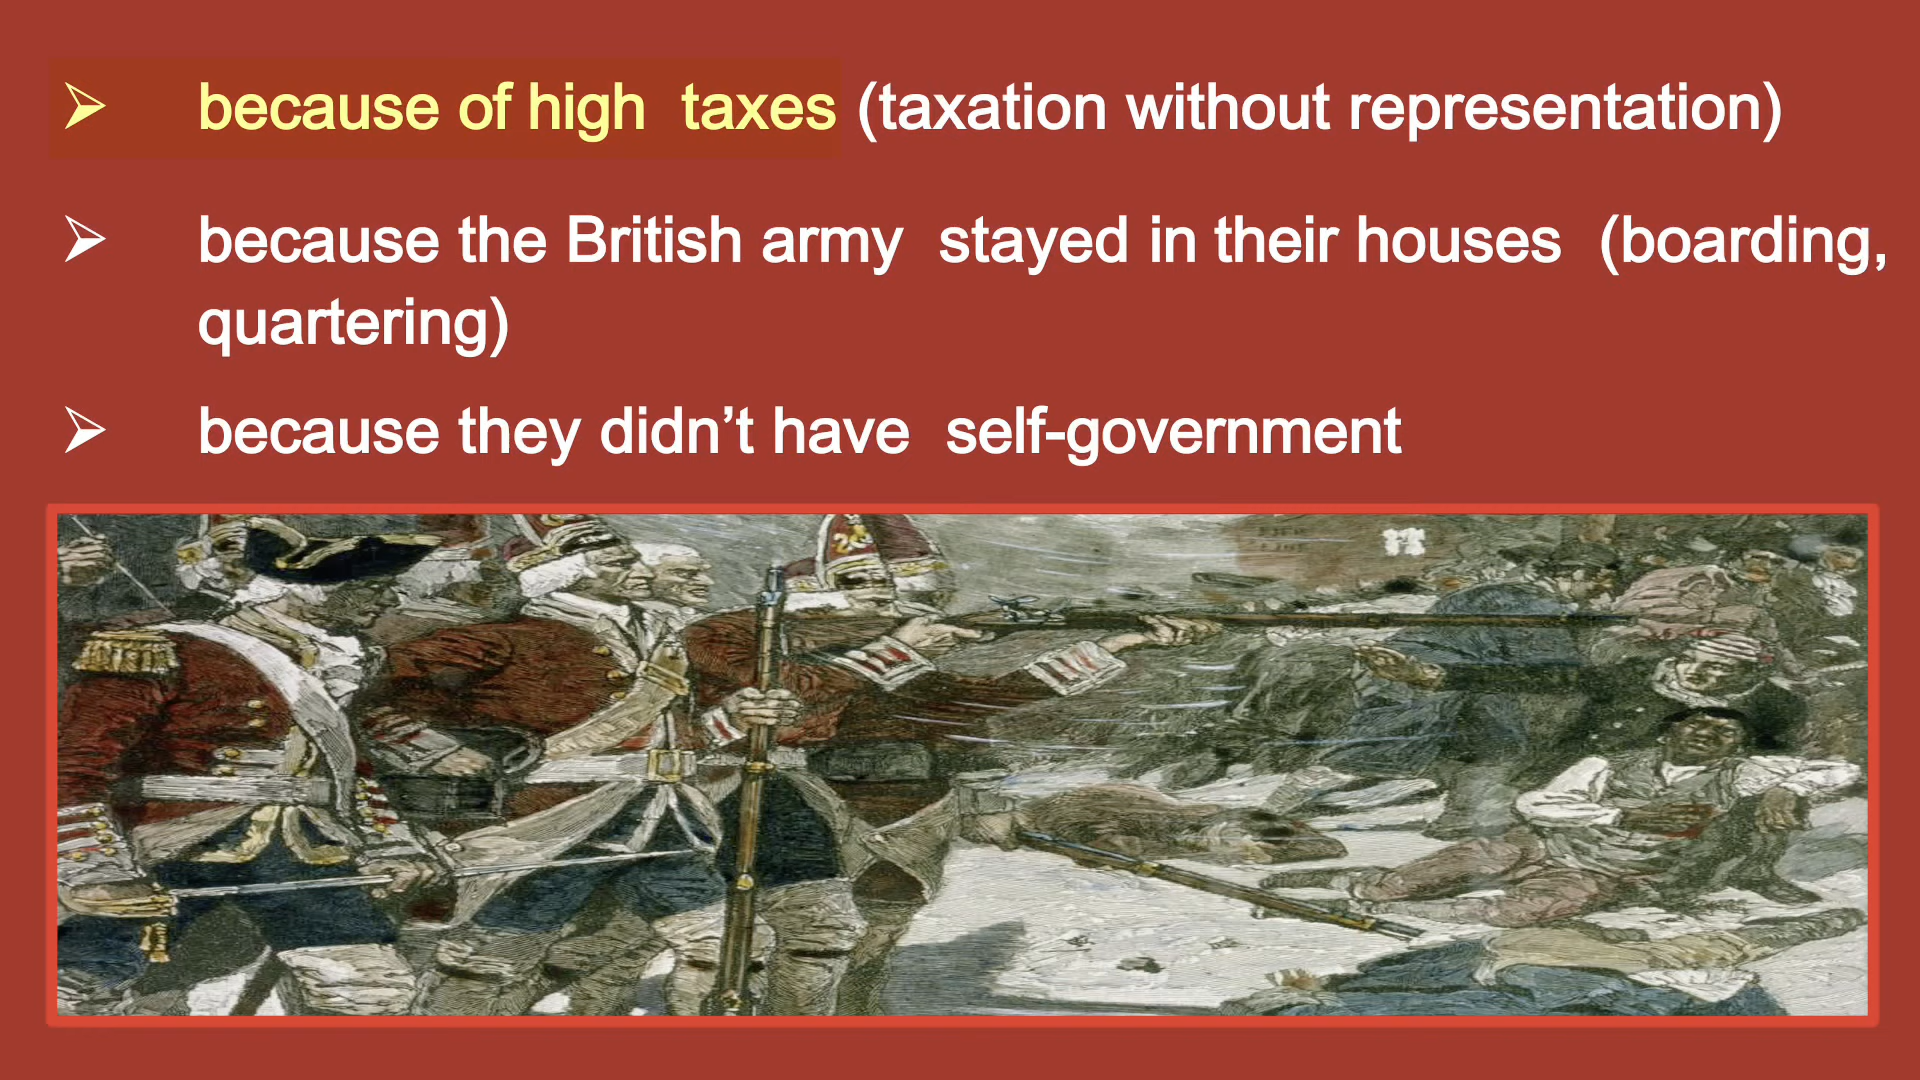 because of high taxes (taxation without representation)
because the British army stayed in their houses (boarding,
quartering)
because they didn’t have self-government